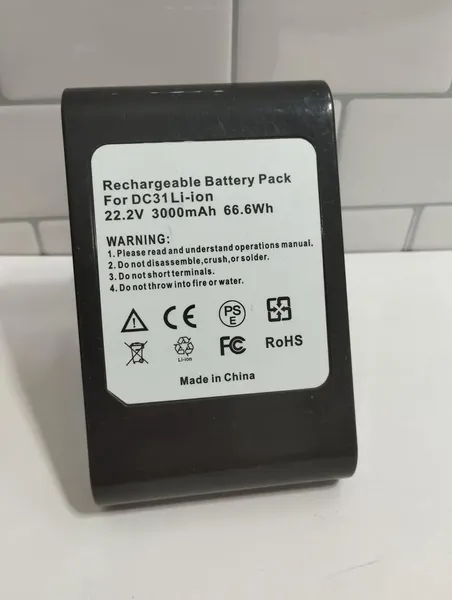 Rechargeable Battery Pack
For DC31Li-ion
22.2V 3000mAh 66.6Wh
WARNING:
1. Please read and understand operations manual.
2. Do not disassemble,crush,or solder.
3. Do not short terminals.
4. Do not throw into fire or water.
CE
PS
E
Li-ion
FC
RoHS
Made in China